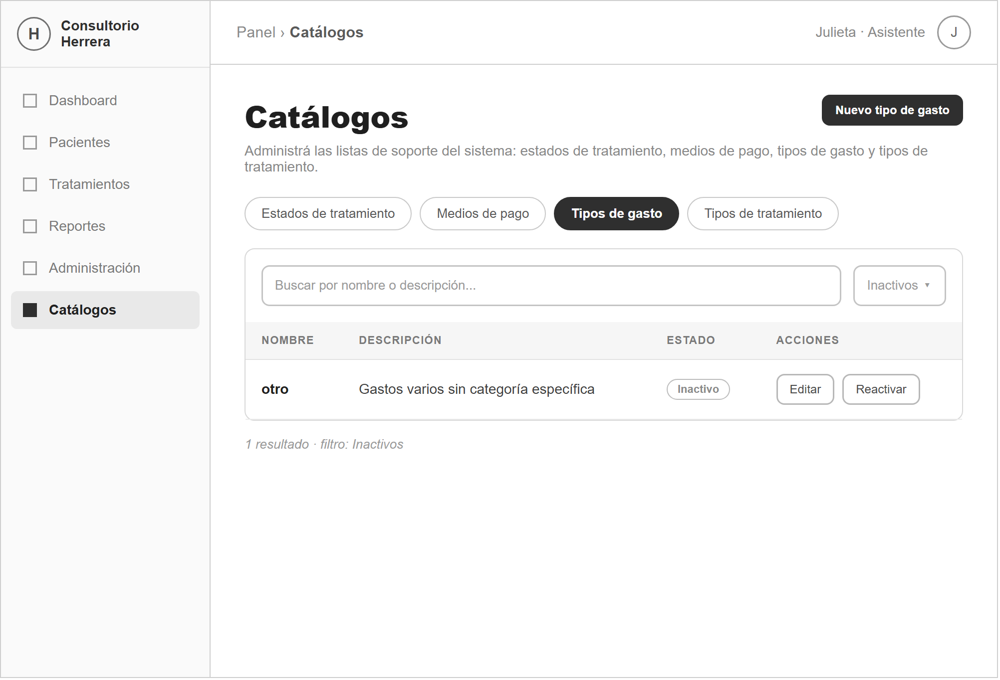 H
Consultorio
Herrera
Panel › Catálogos
Julieta · Asistente
J
Dashboard
Pacientes
Tratamientos
Reportes
Administración
Catálogos
Catálogos
Nuevo tipo de gasto
Administrá las listas de soporte del sistema: estados de tratamiento, medios de pago, tipos de gasto y tipos de
tratamiento.
Estados de tratamiento
Medios de pago
Tipos de gasto
Tipos de tratamiento
Buscar por nombre o descripción...
Inactivos ▼
NOMBRE DESCRIPCIÓN ESTADO ACCIONES
otro Gastos varios sin categoría específica Inactivo Editar Reactivar
1 resultado · filtro: Inactivos